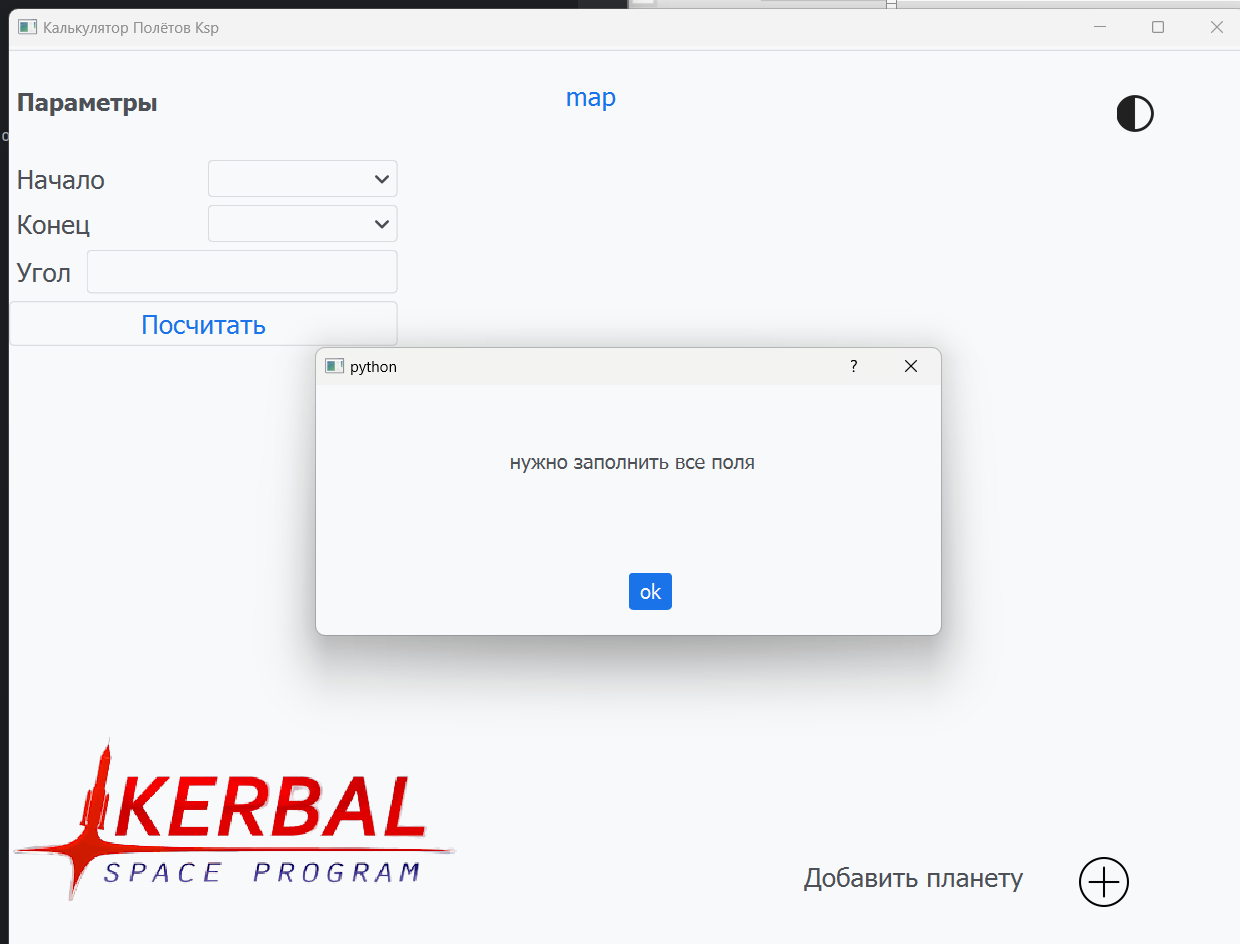 Калькулятор Полётов Ksp
Параметры
map
Начало
Конец
Угол
Посчитать
python
?
нужно заполнить все поля
ok
KERBAL
SPACE PROGRAM
Добавить планету